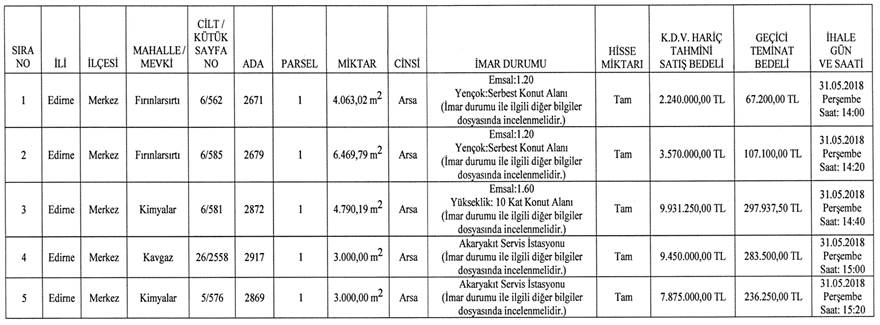 SIRA NO | İLİ | İLÇESİ | MAHALLE / MEVKİ | CİLT / KÜTÜK SAYFA NO | ADA | PARSEL | MİKTAR | CİNSİ | İMAR DURUMU | HİSSE MİKTARI | K.D.V. HARİÇ TAHMİNİ SATIŞ BEDELİ | GEÇİCİ TEMİNAT BEDELİ | İHALE GÜN VE SAATİ
1 | Edirne | Merkez | Fırınlarsırtı | 6/562 | 2671 | 1 | 4.063,02 m2 | Arsa | Emsal:1.20 Yençok:Serbest Konut Alanı (İmar durumu ile ilgili diğer bilgiler dosyasında incelenmelidir.) | Tam | 2.240.000,00 TL | 67.200,00 TL | 31.05.2018 Perşembe Saat: 14:00
2 | Edirne | Merkez | Fırınlarsırtı | 6/585 | 2679 | 1 | 6.469,79 m2 | Arsa | Emsal:1.20 Yençok:Serbest Konut Alanı (İmar durumu ile ilgili diğer bilgiler dosyasında incelenmelidir.) | Tam | 3.570.000,00 TL | 107.100,00 TL | 31.05.2018 Perşembe Saat: 14:20
3 | Edirne | Merkez | Kimyalar | 6/581 | 2872 | 1 | 4.790,19 m2 | Arsa | Emsal:1.60 Yükseklik: 10 Kat Konut Alanı (İmar durumu ile ilgili diğer bilgiler dosyasında incelenmelidir.) | Tam | 9.931.250,00 TL | 297.937,50 TL | 31.05.2018 Perşembe Saat: 14:40
4 | Edirne | Merkez | Kavgaz | 26/2558 | 2917 | 1 | 3.000,00 m2 | Arsa | Akaryakıt Servis İstasyonu (İmar durumu ile ilgili diğer bilgiler dosyasında incelenmelidir.) | Tam | 9.450.000,00 TL | 283.500,00 TL | 31.05.2018 Perşembe Saat: 15:00
5 | Edirne | Merkez | Kimyalar | 5/576 | 2869 | 1 | 3.000,00 m2 | Arsa | Akaryakıt Servis İstasyonu (İmar durumu ile ilgili diğer bilgiler dosyasında incelenmelidir.) | Tam | 7.875.000,00 TL | 236.250,00 TL | 31.05.2018 Perşembe Saat: 15:20